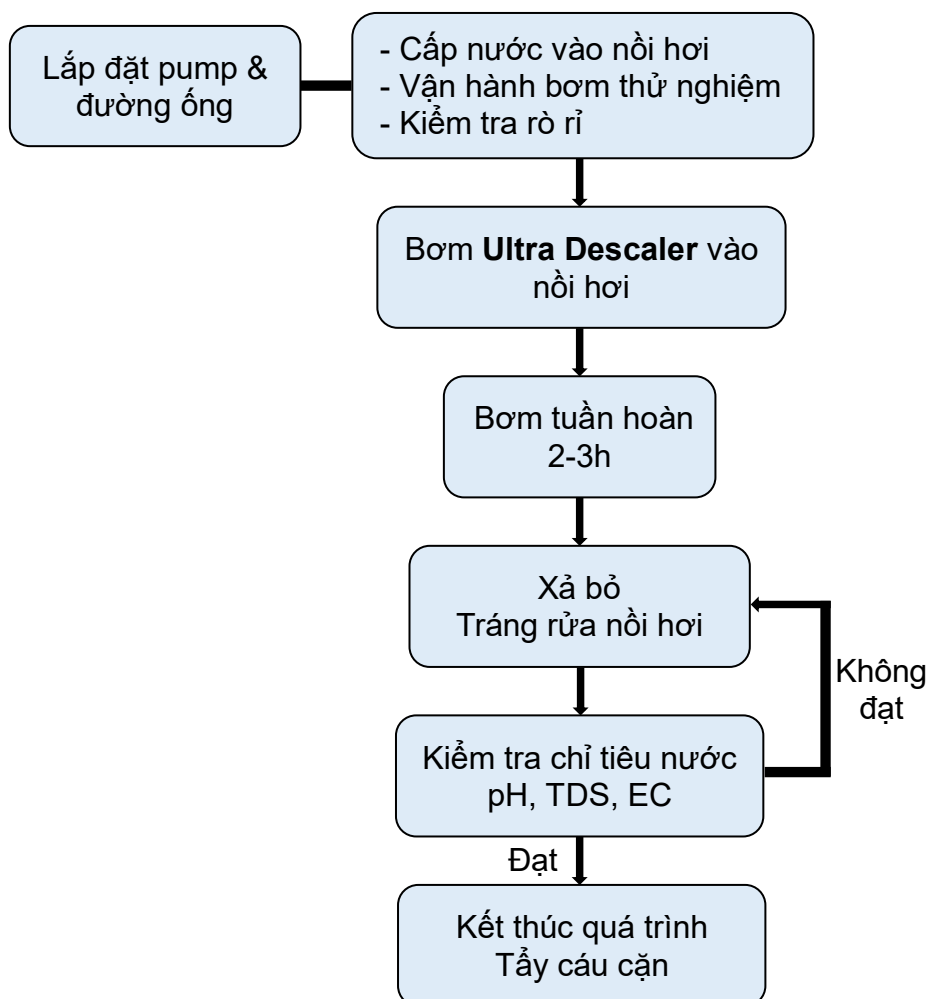 Lắp đặt pump &
đường ống
- Cấp nước vào nồi hơi
- Vận hành bơm thử nghiệm
- Kiểm tra rò rỉ
Bơm Ultra Descaler vào
nồi hơi
Bơm tuần hoàn
2-3h
Xả bỏ
Tráng rửa nồi hơi
Không
đạt
Kiểm tra chỉ tiêu nước
pH, TDS, EC
Đạt
Kết thúc quá trình
Tẩy cáu cặn